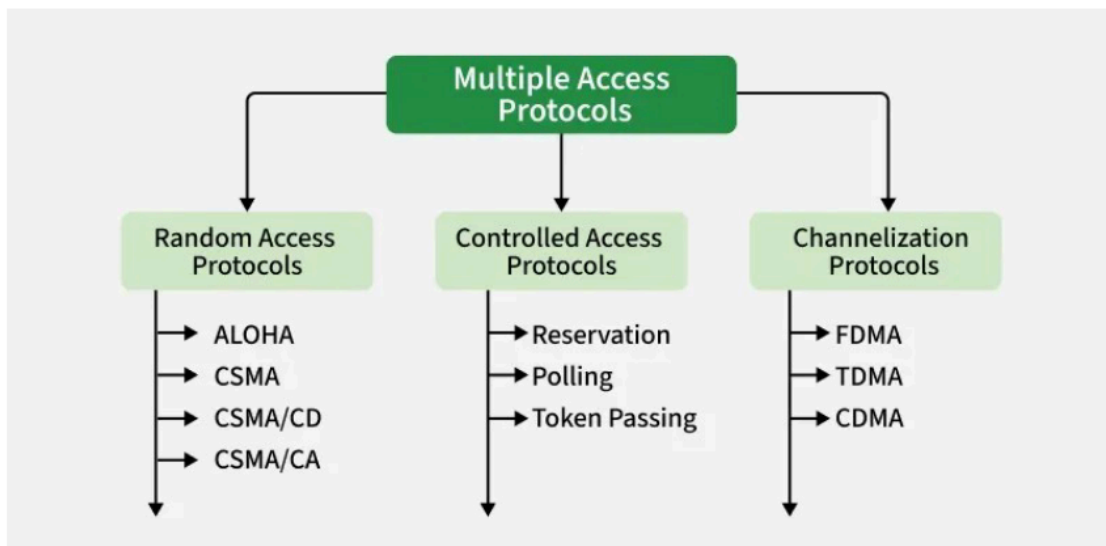 Multiple Access
Protocols
Random Access
Protocols
ALOHA
CSMA
CSMA/CD
CSMA/CA
Controlled Access
Protocols
Reservation
Polling
Token Passing
Channelization
Protocols
FDMA
TDMA
CDMA